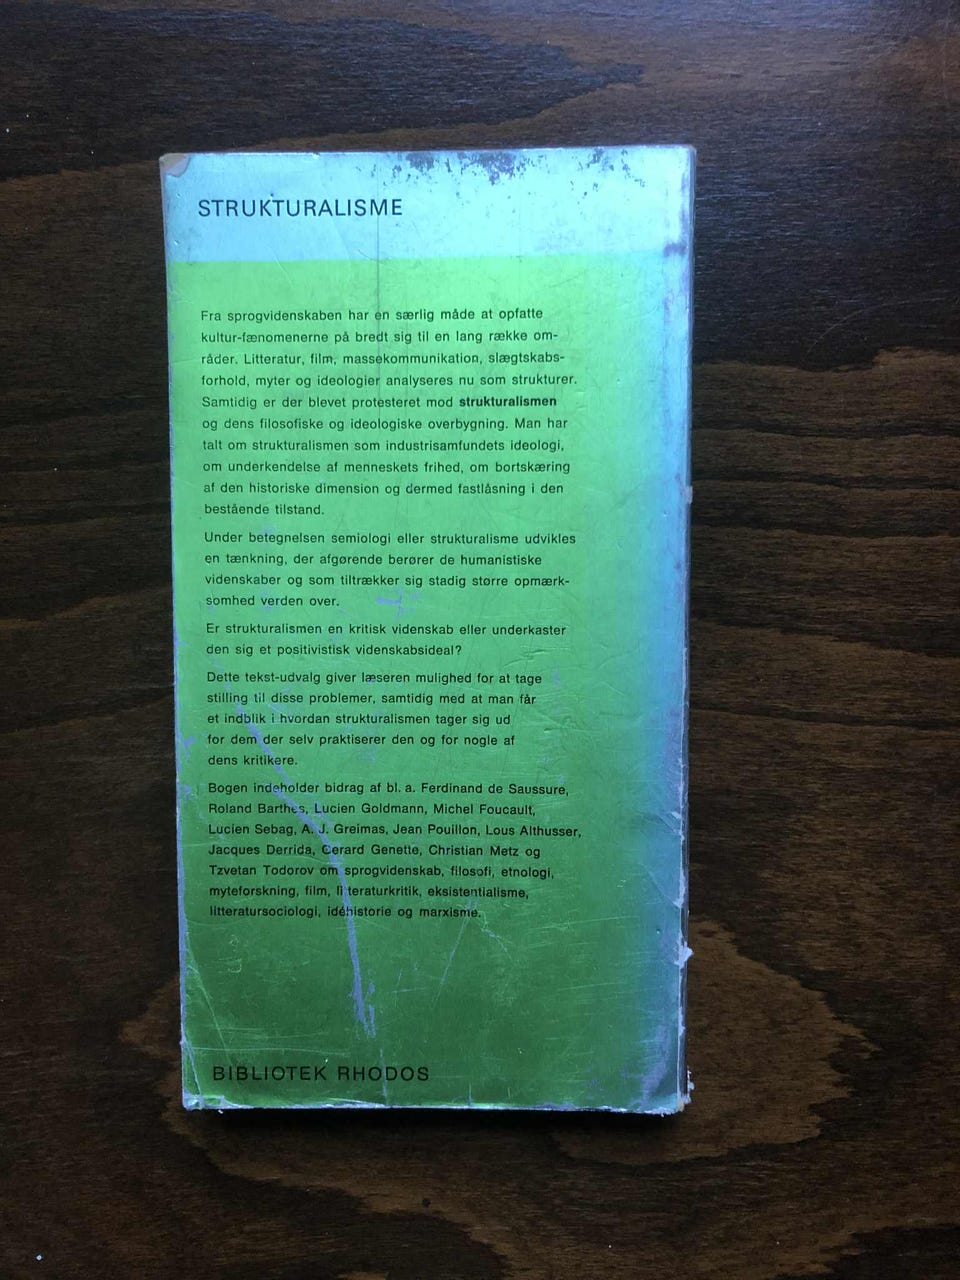 STRUKTURALISME
Fra sprogvidenskaben har en særlig måde at opfatte
kultur-fænomenerne på bredt sig til en lang række om-
råder. Litteratur, film, massekommunikation, slægtskabs-
forhold, myter og ideologier analyseres nu som strukturer.
Samtidig er der blevet protesteret mod strukturalismen
og dens filosofiske og ideologiske overbygning. Man har
talt om strukturalismen som industrisamfundets ideologi,
om underkendelse af menneskets frihed, om bortskæring
af den historiske dimension og dermed fastlåsning i den
bestående tilstand.
Under betegnelsen semiologi eller strukturalisme udvikles
en tænkning, der afgørende berører de humanistiske
videnskaber og som tiltrækker sig stadig større opmærk-
somhed verden over.
Er strukturalismen en kritisk videnskab eller underkaster
den sig et positivistisk videnskabsideal?
Dette tekst-udvalg giver læseren mulighed for at tage
stilling til disse problemer, samtidig med at man får
et indblik i hvordan strukturalismen tager sig ud
for dem der selv praktiserer den og for nogle af
dens kritikere.
Bogen indeholder bidrag af bl. a. Ferdinand de Saussure,
Roland Barthes, Lucien Goldmann, Michel Foucault,
Lucien Sebag, A. J. Greimas, Jean Pouillon, Lous Althusser,
Jacques Derrida, Gerard Genette, Christian Metz og
Tzvetan Todorov om sprogvidenskab, filosofi, etnologi,
myteforskning, film, litteraturkritik, eksistentialisme,
litteratursociologi, idéhistorie og marxisme.
BIBLIOTEK RHODOS